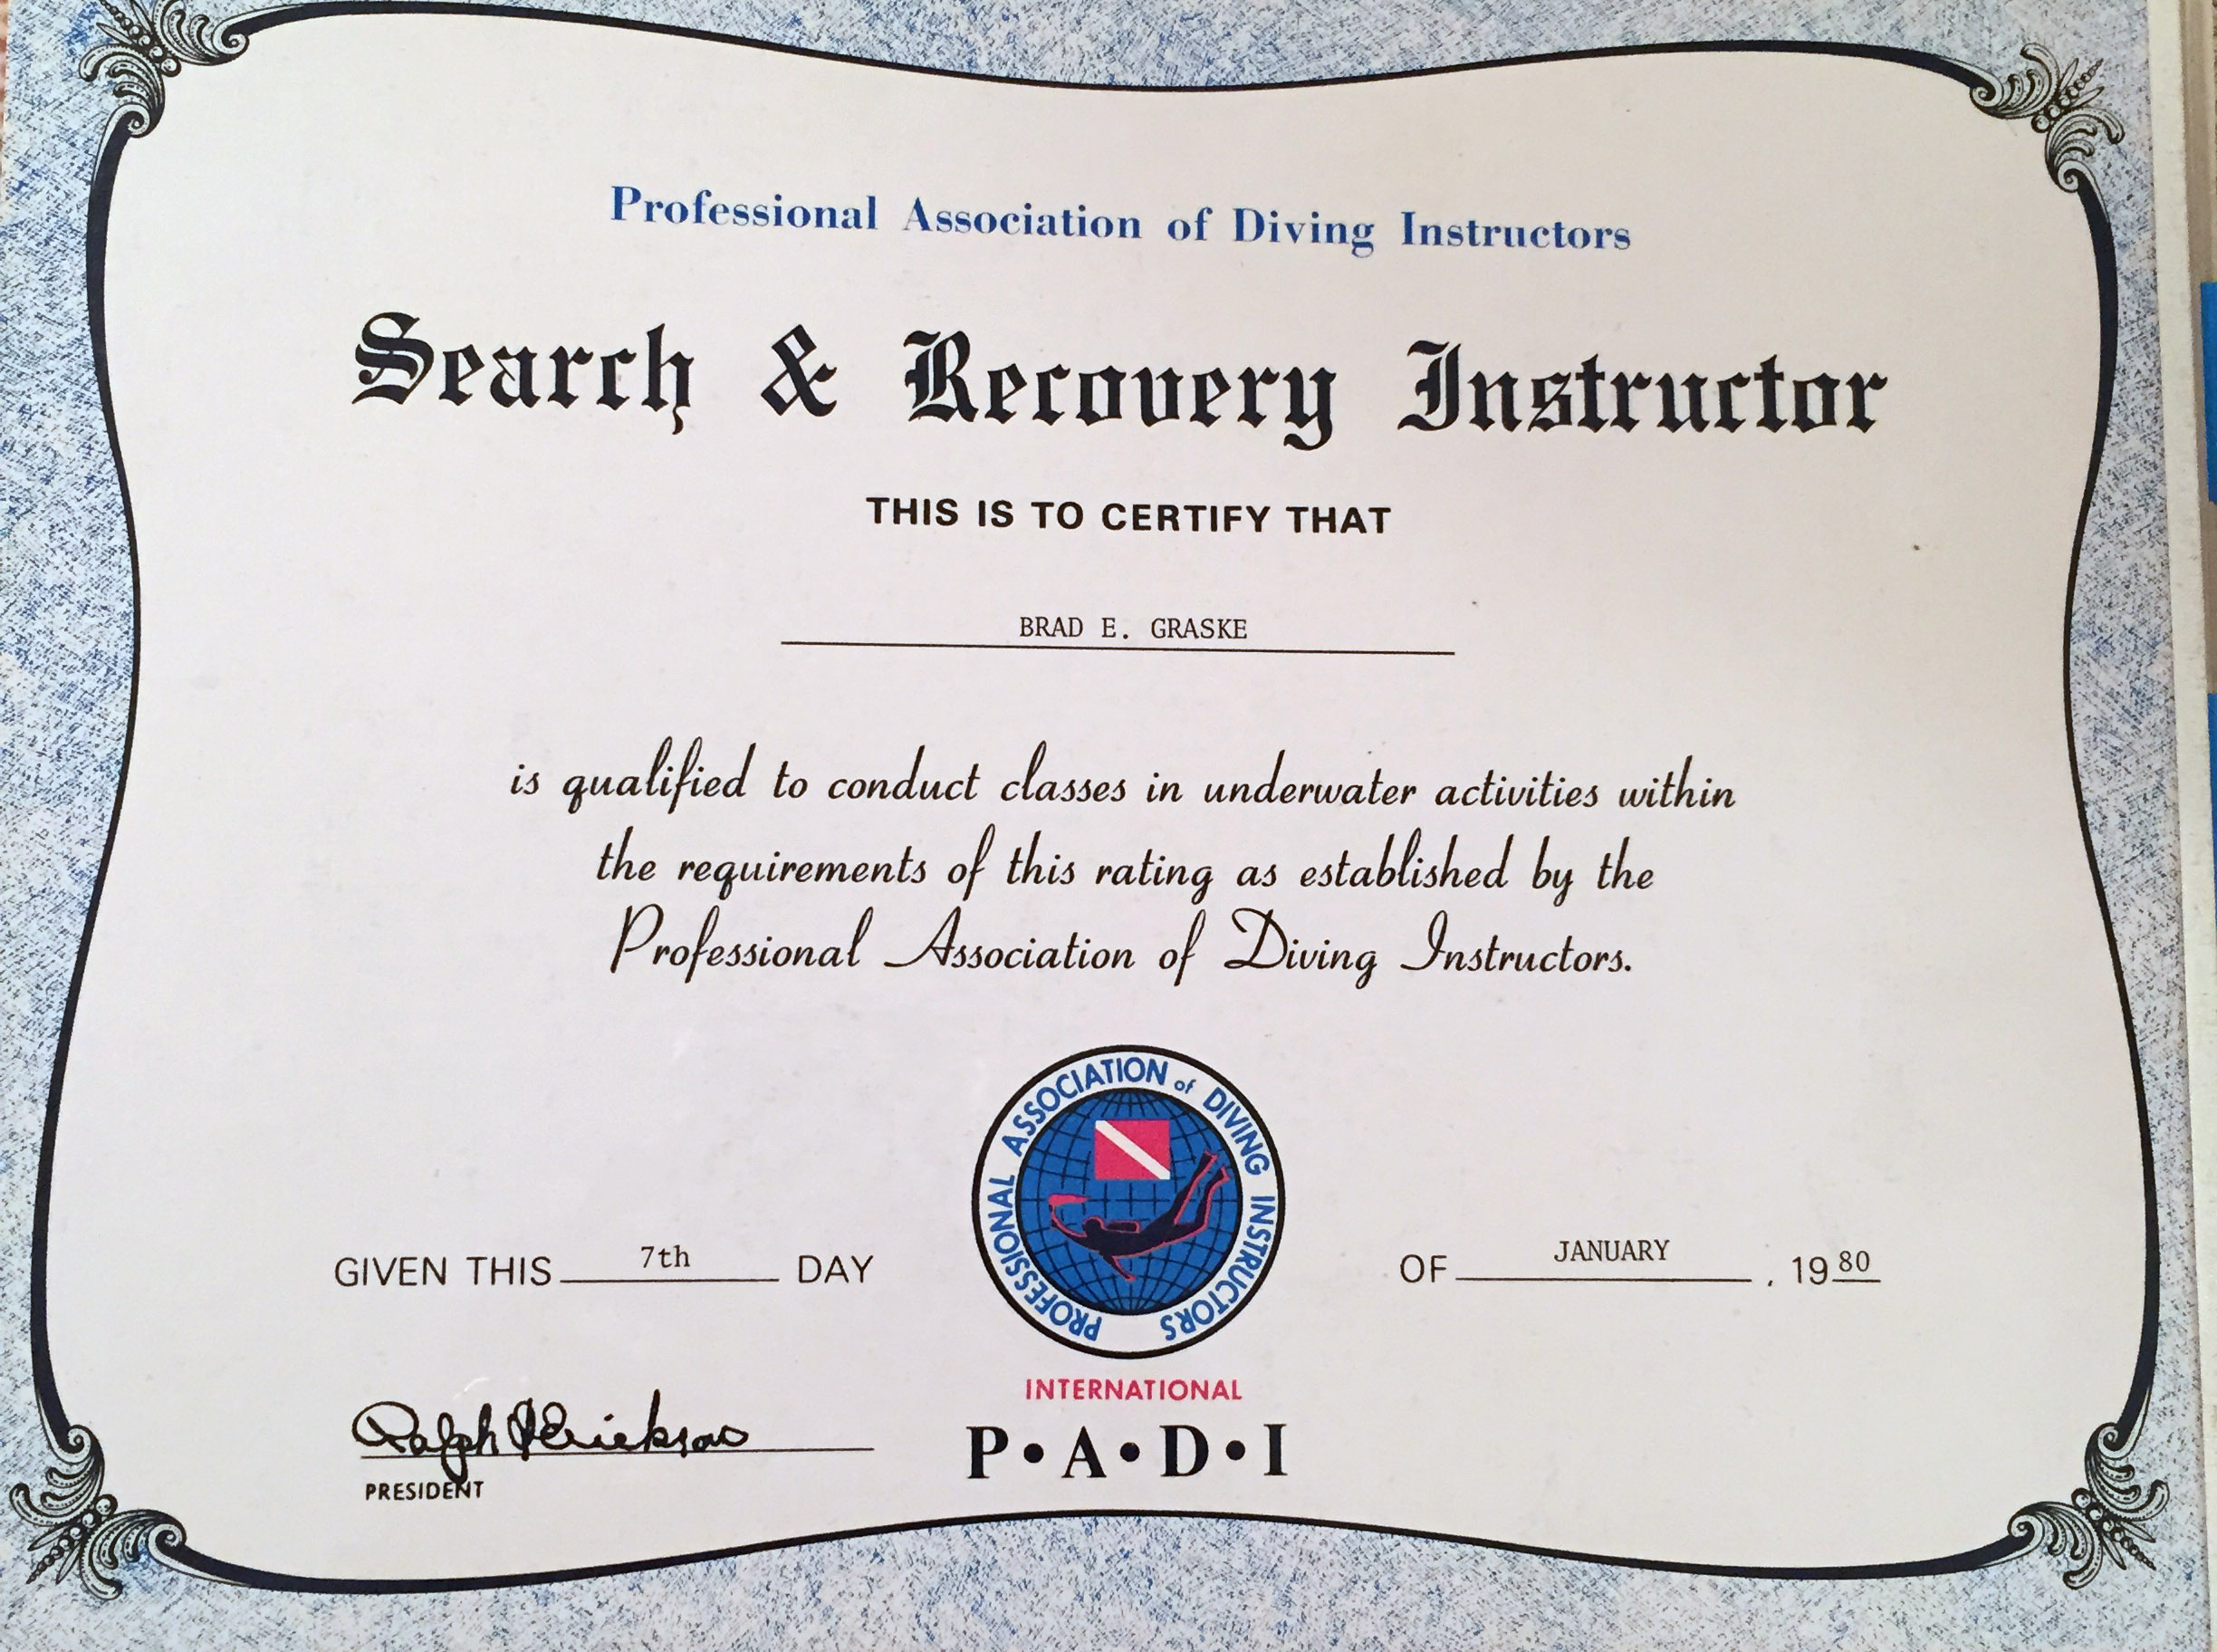 Professional Association of Diving Instructors
Search & Recovery Instructor
THIS IS TO CERTIFY THAT
BRAD E. GRASKE
is qualified to conduct classes in underwater activities within
the requirements of this rating as established by the
Professional Association of Diving Instructors.
PROFESSIONAL ASSOCIATION of DIVING INSTRUCTORS
GIVEN THIS 7th DAY OF JANUARY, 1980
INTERNATIONAL
P•A•D•I
Ralph D Erickson
PRESIDENT